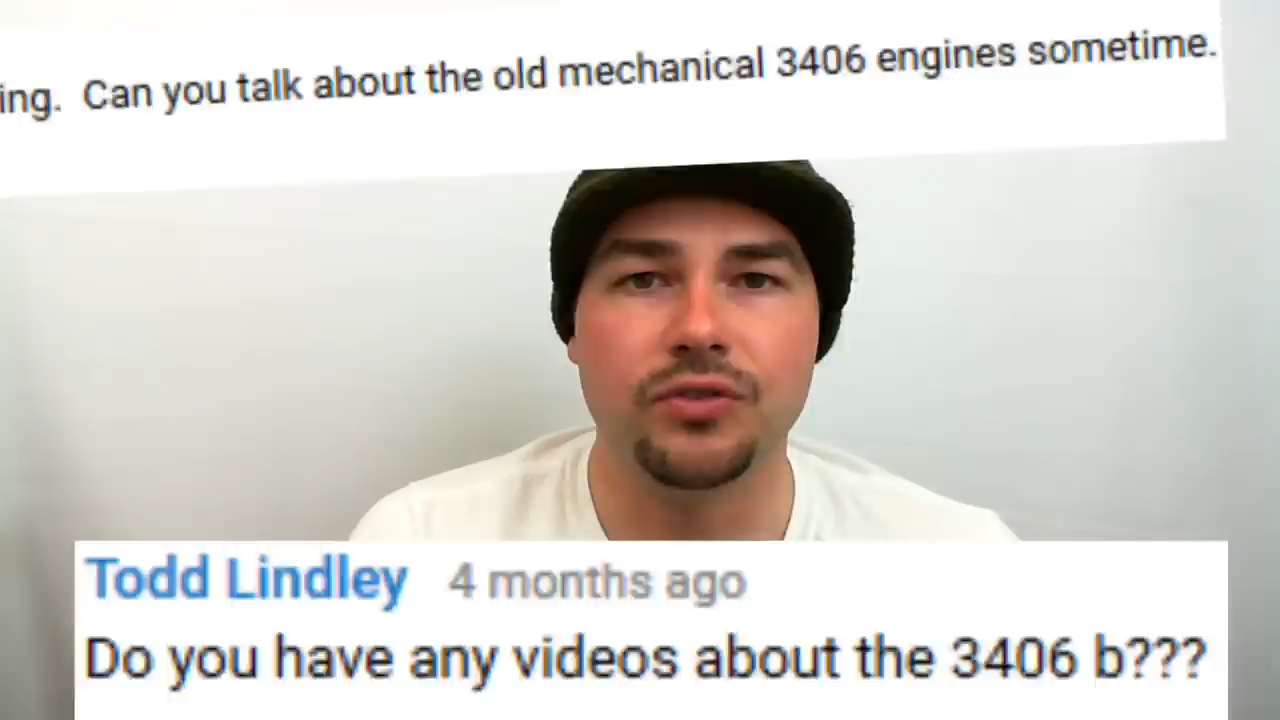 ing. Can you talk about the old mechanical 3406 engines sometime.
Todd Lindley 4 months ago
Do you have any videos about the 3406 b???